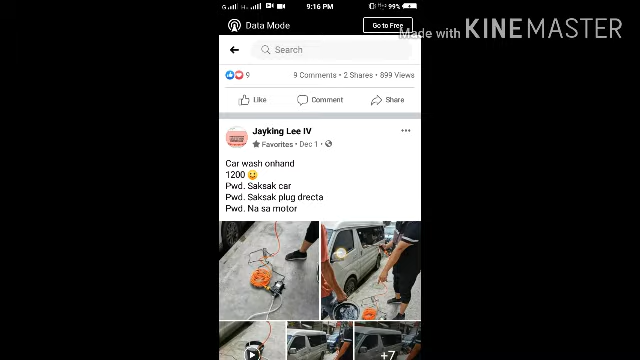 G H 9:16 PM 99%
Data Mode
Go to Free
Made with KINEMASTER
Search
9
9 Comments • 2 Shares • 899 Views
Like
Comment
Share
Jayking Lee IV
Favorites • Dec 1 •
Car wash onhand
1200 😛
Pwd. Saksak car
Pwd. Saksak plug drecta
Pwd. Na sa motor
+7